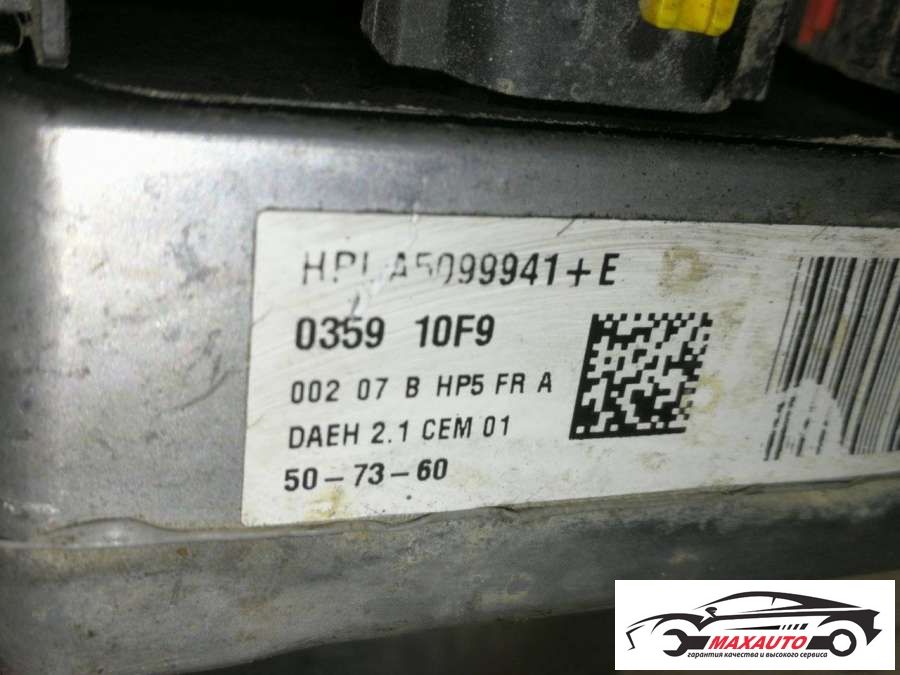 HPLA5099941+E
0359 10F9
002 07 B HP5 FR A
DAEH 2.1 CEM 01
50-73-60
MAXAUTO
гарантия качества и высокого сервиса